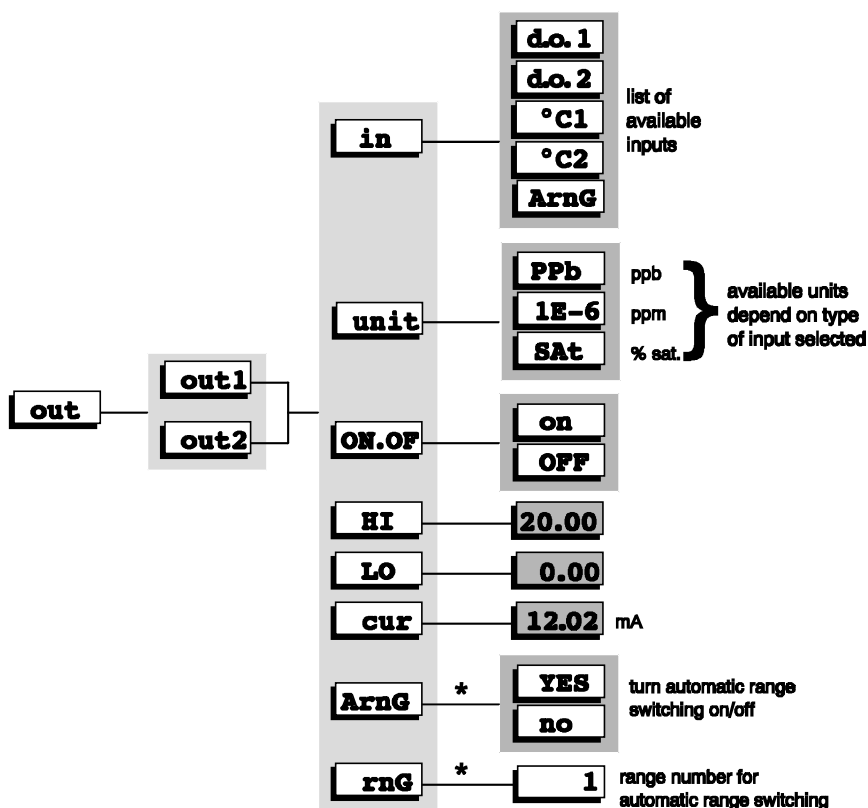 d.o. 1
d.o. 2
°C1
°C2
ArnG
list of
available
inputs
in
PPb
ppb
1E-6
ppm
SAt
% sat.
available units
depend on type
of input selected
unit
out
out1
out2
ON.OF
on
OFF
HI
20.00
LO
0.00
cur
12.02
mA
ArnG
*
YES
no
turn automatic range
switching on/off
rnG
*
1
range number for
automatic range switching